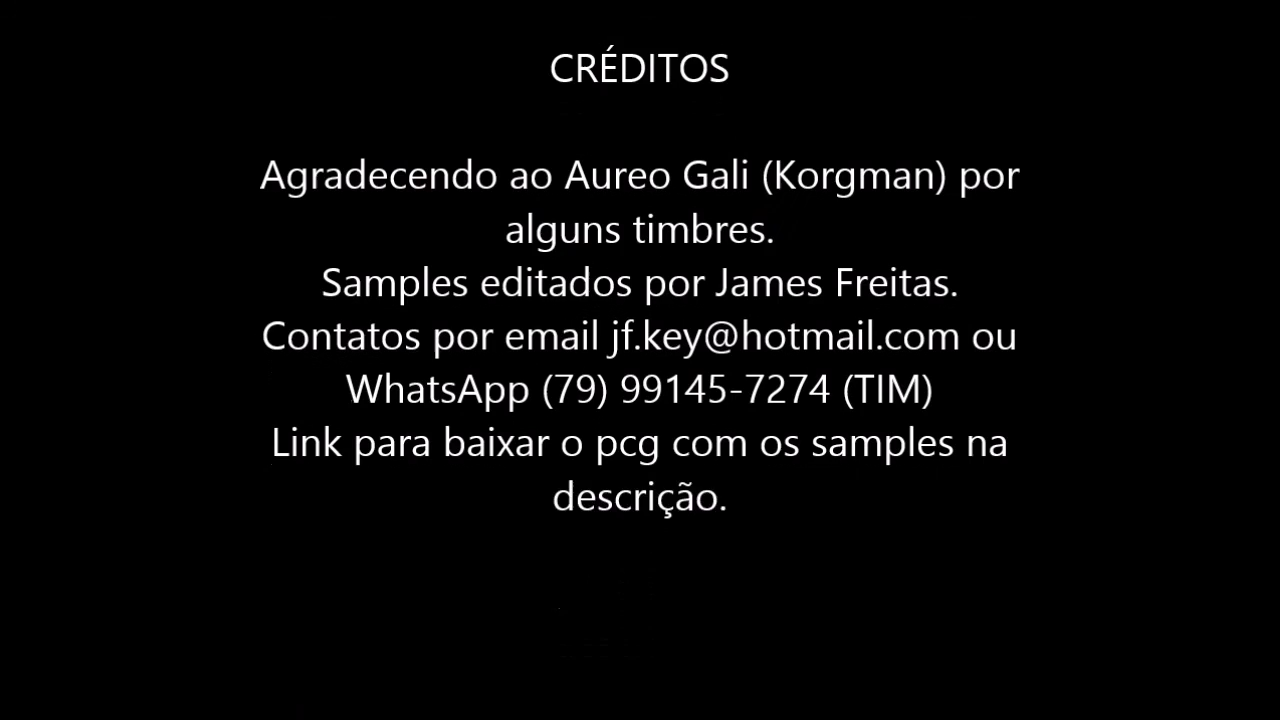 CRÉDITOS
Agradecendo ao Aureo Gali (Korgman) por
alguns timbres.
Samples editados por James Freitas.
Contatos por email jf.key@hotmail.com ou
WhatsApp (79) 99145-7274 (TIM)
Link para baixar o pcg com os samples na
descrição.